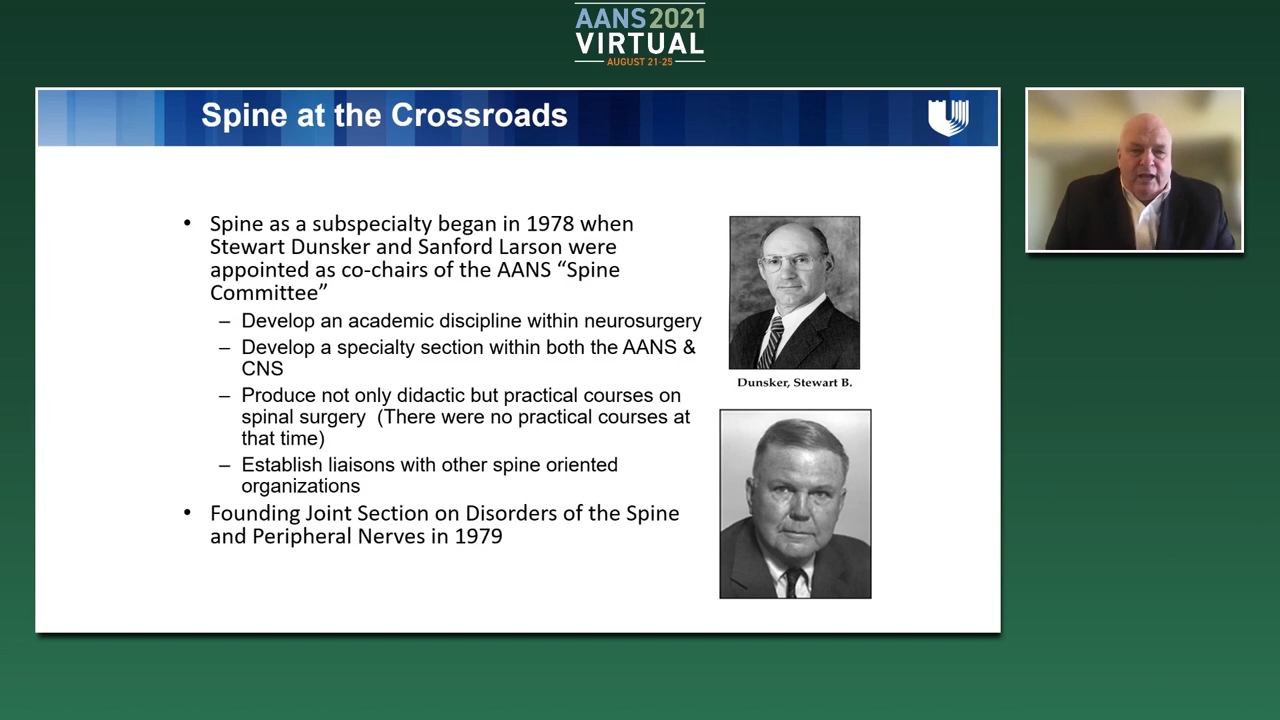 AANS 2021
VIRTUAL
AUGUST 21-25
Spine at the Crossroads
• Spine as a subspecialty began in 1978 when
Stewart Dunsker and Sanford Larson were
appointed as co-chairs of the AANS “Spine
Committee”
– Develop an academic discipline within neurosurgery
– Develop a specialty section within both the AANS &
CNS
– Produce not only didactic but practical courses on
spinal surgery (There were no practical courses at
that time)
– Establish liaisons with other spine oriented
organizations
• Founding Joint Section on Disorders of the Spine
and Peripheral Nerves in 1979
Dunsker, Stewart B.